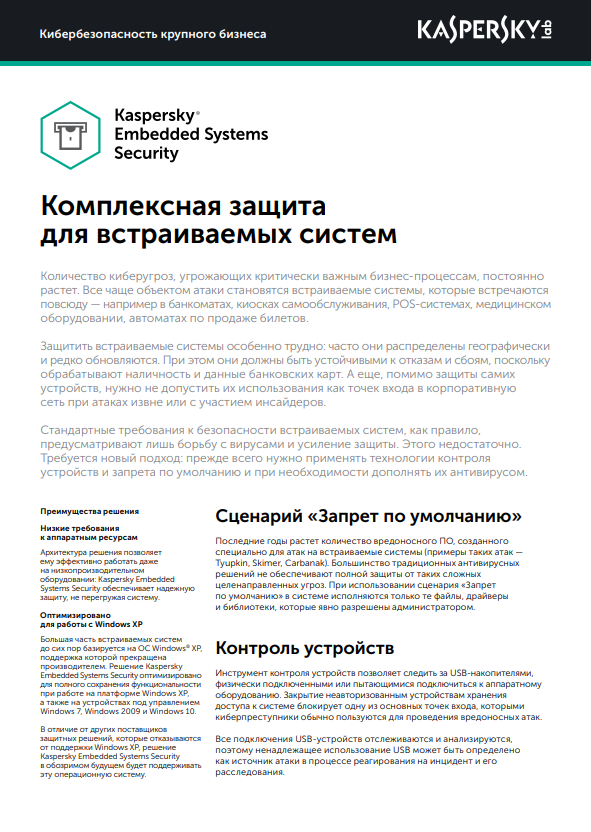 Кибербезопасность крупного бизнеса
KASPERSKY lab
Kaspersky®
Embedded Systems
Security
Комплексная защита
для встраиваемых систем
Количество киберугроз, угрожающих критически важным бизнес-процессам, постоянно
растет. Все чаще объектом атаки становятся встраиваемые системы, которые встречаются
повсюду — например в банкоматах, киосках самообслуживания, POS-системах, медицинском
оборудовании, автоматах по продаже билетов.
Защитить встраиваемые системы особенно трудно: часто они распределены географически
и редко обновляются. При этом они должны быть устойчивыми к отказам и сбоям, поскольку
обрабатывают наличность и данные банковских карт. А еще, помимо защиты самих
устройств, нужно не допустить их использования как точек входа в корпоративную
сеть при атаках извне или с участием инсайдеров.
Стандартные требования к безопасности встраиваемых систем, как правило,
предусматривают лишь борьбу с вирусами и усиление защиты. Этого недостаточно.
Требуется новый подход: прежде всего нужно применять технологии контроля
устройств и запрета по умолчанию и при необходимости дополнять их антивирусом.
Преимущества решения
Низкие требования
к аппаратным ресурсам
Архитектура решения позволяет
ему эффективно работать даже
на низкопроизводительном
оборудовании: Kaspersky Embedded
Systems Security обеспечивает надежную
защиту, не перегружая систему.
Оптимизировано
для работы с Windows XP
Большая часть встраиваемых систем
до сих пор базируется на ОС Windows® XP,
поддержка которой прекращена
производителем. Решение Kaspersky
Embedded Systems Security оптимизировано
для полного сохранения функциональности
при работе на платформе Windows XP,
а также на устройствах под управлением
Windows 7, Windows 2009 и Windows 10.
В отличие от других поставщиков
защитных решений, которые отказываются
от поддержки Windows XP, решение
Kaspersky Embedded Systems Security
в обозримом будущем будет поддерживать
эту операционную систему.
Сценарий «Запрет по умолчанию»
Последние годы растет количество вредоносного ПО, созданного
специально для атак на встраиваемые системы (примеры таких атак —
Tyupkin, Skimer, Carbanak). Большинство традиционных антивирусных
решений не обеспечивают полной защиты от таких сложных
целенаправленных угроз. При использовании сценария «Запрет
по умолчанию» в системе исполняются только те файлы, драйверы
и библиотеки, которые явно разрешены администратором.
Контроль устройств
Инструмент контроля устройств позволяет следить за USB-накопителями,
физически подключенными или пытающимися подключиться к аппаратному
оборудованию. Закрытие неавторизованным устройствам хранения
доступа к системе блокирует одну из основных точек входа, которыми
киберпреступники обычно пользуются для проведения вредоносных атак.
Все подключения USB-устройств отслеживаются и анализируются,
поэтому ненадлежащее использование USB может быть определено
как источник атаки в процессе реагирования на инцидент и его
расследования.